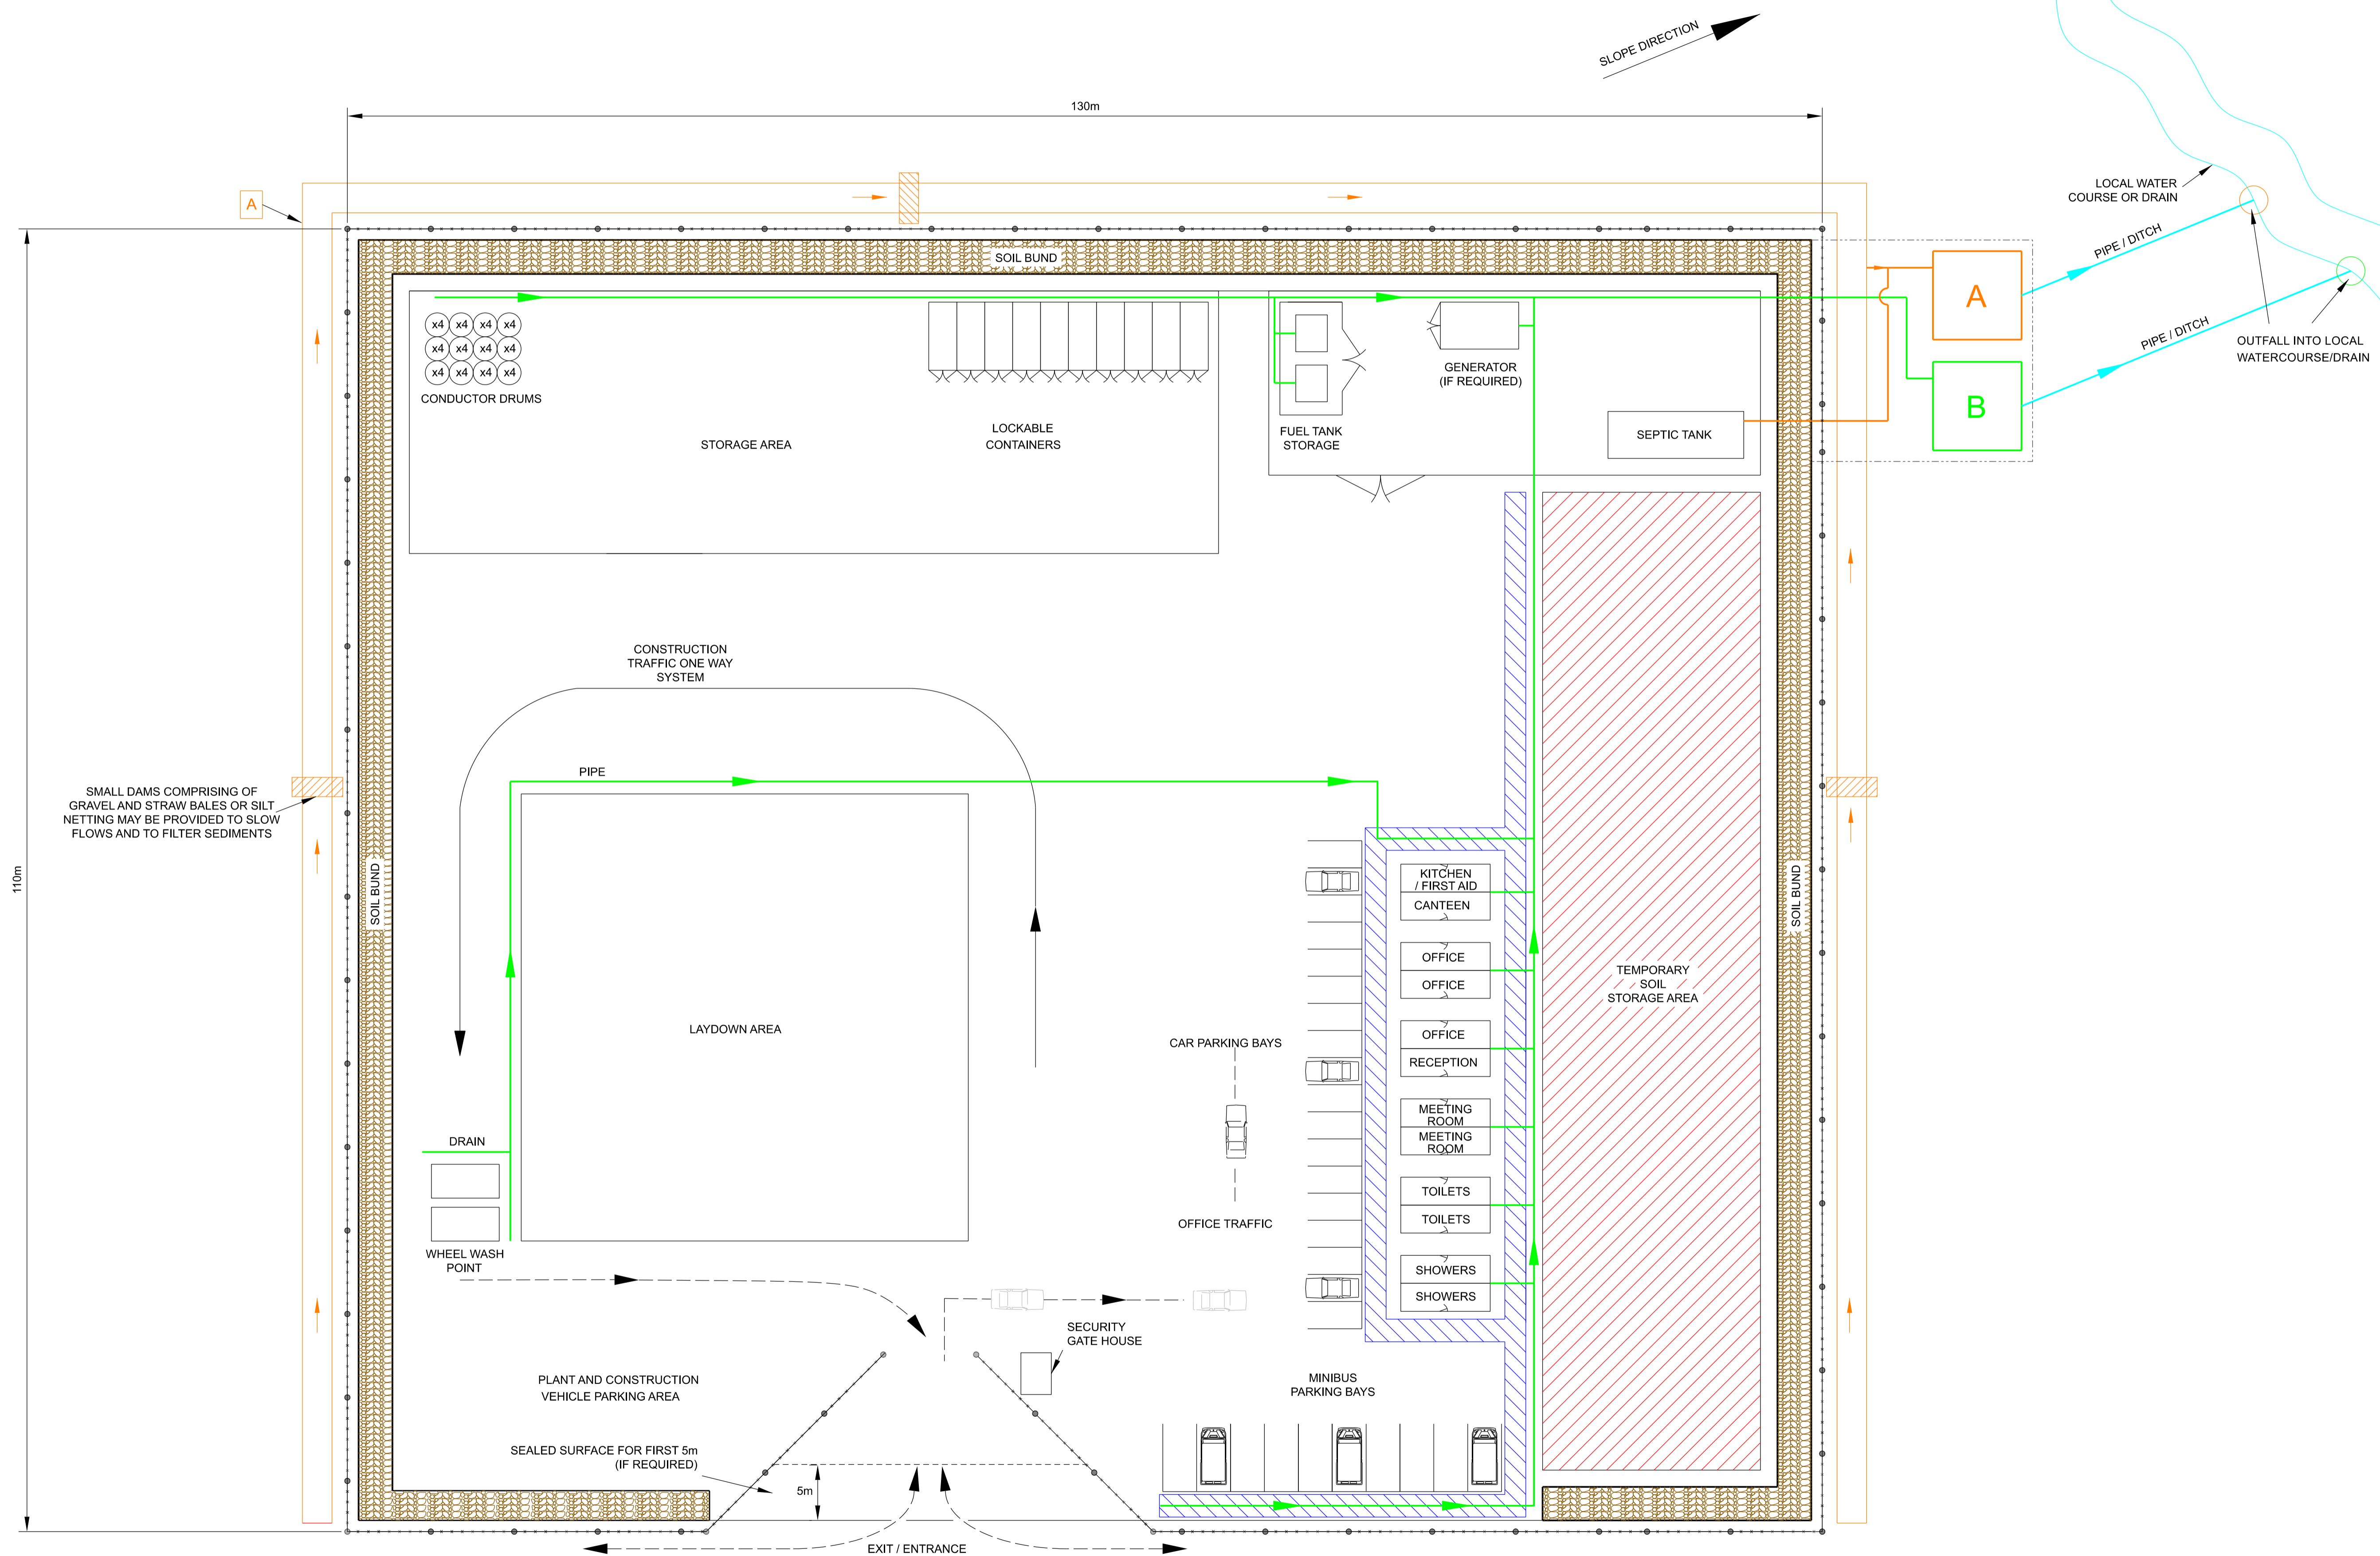 SLOPE DIRECTION
130m
LOCAL WATER
COURSE OR DRAIN
A
PIPE / DITCH
SOIL BUND
A
PIPE / DITCH
OUTFALL INTO LOCAL
WATERCOURSE/DRAIN
B
x4 x4 x4 x4
x4 x4 x4 x4
x4 x4 x4 x4
CONDUCTOR DRUMS
STORAGE AREA
LOCKABLE
CONTAINERS
FUEL TANK
STORAGE
GENERATOR
(IF REQUIRED)
SEPTIC TANK
CONSTRUCTION
TRAFFIC ONE WAY
SYSTEM
PIPE
SMALL DAMS COMPRISING OF
GRAVEL AND STRAW BALES OR SILT
NETTING MAY BE PROVIDED TO SLOW
FLOWS AND TO FILTER SEDIMENTS
110m
SOIL BUND
SOIL BUND
KITCHEN
/ FIRST AID
CANTEEN
OFFICE
OFFICE
OFFICE
RECEPTION
MEETING
ROOM
MEETING
ROOM
TOILETS
TOILETS
SHOWERS
SHOWERS
TEMPORARY
SOIL
STORAGE AREA
LAYDOWN AREA
CAR PARKING BAYS
OFFICE TRAFFIC
DRAIN
WHEEL WASH
POINT
SECURITY
GATE HOUSE
PLANT AND CONSTRUCTION
VEHICLE PARKING AREA
MINIBUS
PARKING BAYS
SEALED SURFACE FOR FIRST 5m
(IF REQUIRED)
5m
EXIT / ENTRANCE